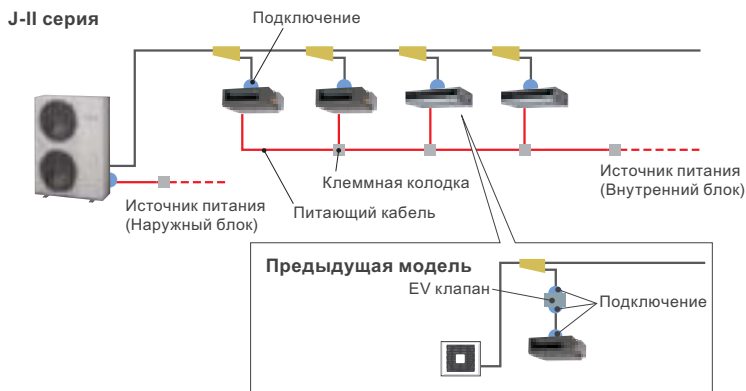 J-II серия
Подключение
Клеммная колодка
Питающий кабель
Источник питания
(Наружный блок)
Источник питания
(Внутренний блок)
Предыдущая модель
EV клапан
Подключение